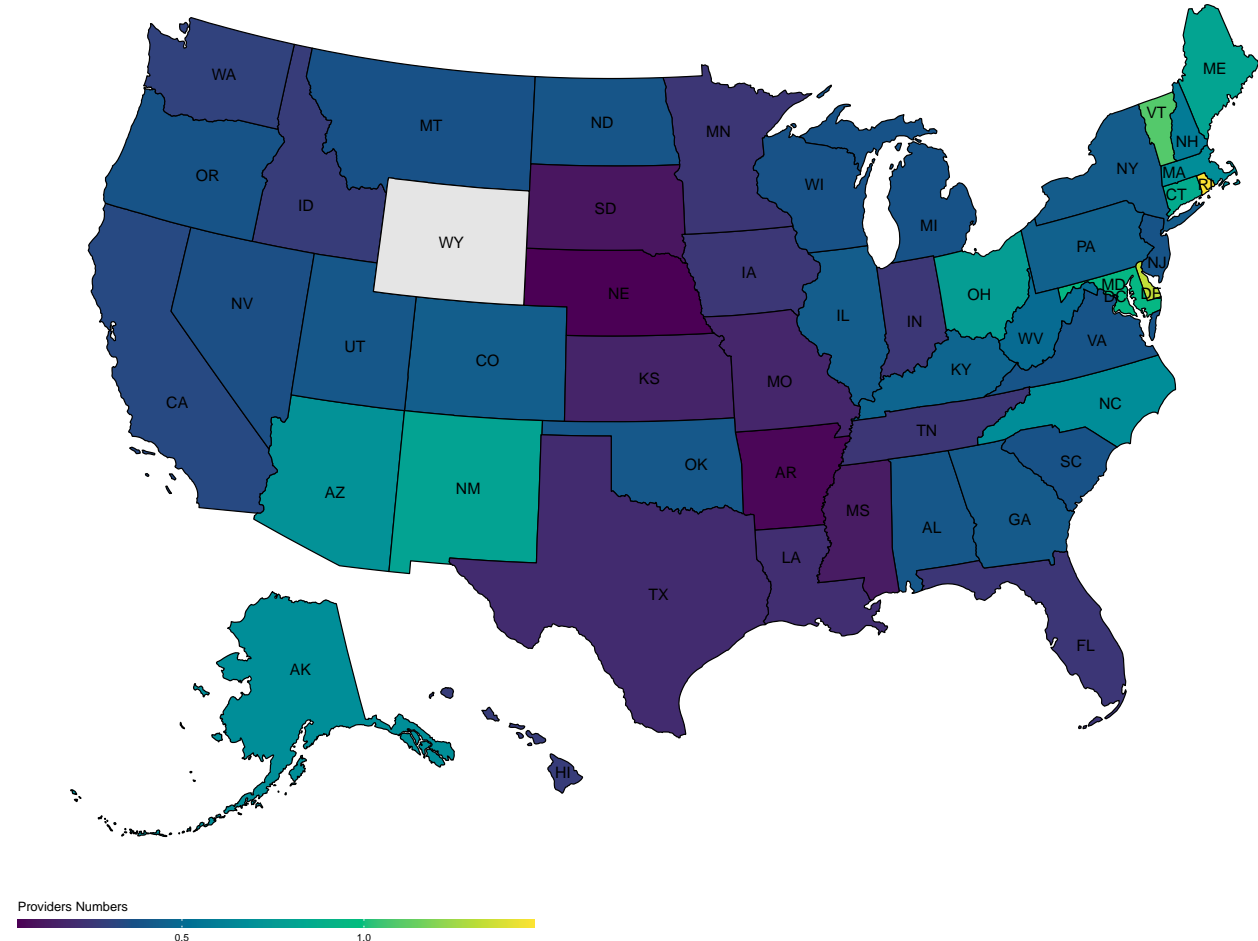 ME
WA
VT
MT
ND
MN
NH
NY
MA
OR
WI
RI
SD
CT
ID
MI
WY
PA
NJ
IA
MD
NE
OH
DE
DC
NV
IL
IN
WV
VA
UT
CO
KY
KS
MO
CA
NC
TN
SC
OK
AR
AZ
NM
MS
GA
AL
LA
TX
FL
AK
HI
Providers Numbers
0.5 1.0